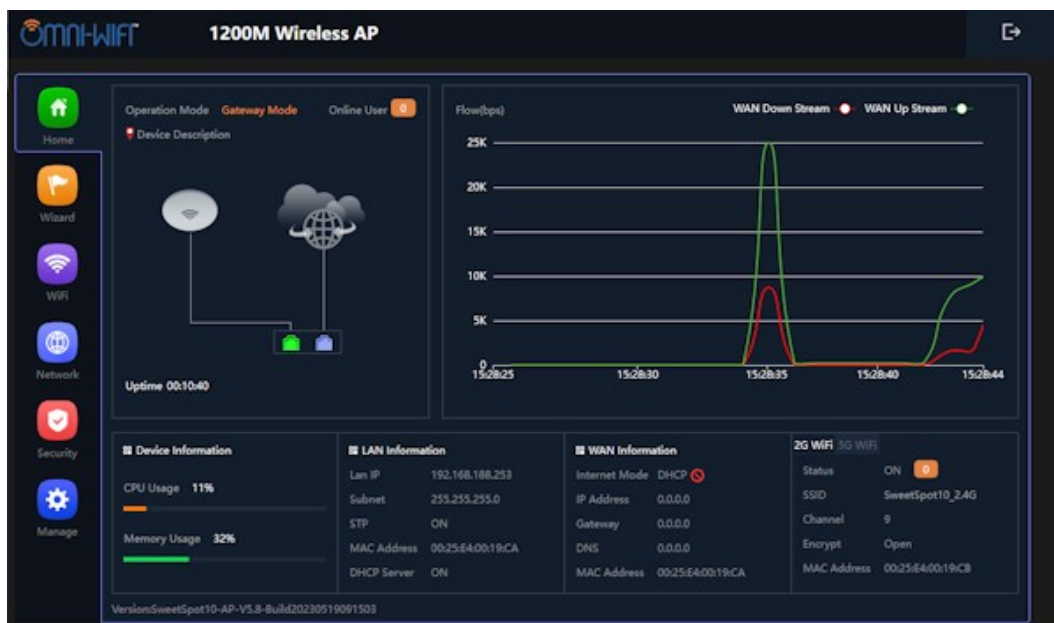 OMNI-WIFI
1200M Wireless AP
Home
Wizard
WiFi
Network
Security
Manage
Operation Mode Gateway Mode Online User 0
Device Description
Uptime 00:10:40
Flow(bps) WAN Down Stream WAN Up Stream
25K
20K
15K
10K
5K
0
15:28:25 15:28:30 15:28:35 15:28:40 15:28:44
Device Information
CPU Usage 11%
Memory Usage 32%
LAN Information
Lan IP 192.168.188.253
Subnet 255.255.255.0
STP ON
MAC Address 00:25:E4:00:19:CA
DHCP Server ON
WAN Information
Internet Mode DHCP
IP Address 0.0.0.0
Gateway 0.0.0.0
DNS 0.0.0.0
MAC Address 00:25:E4:00:19:CA
2G WiFi 5G WiFi
Status ON 0
SSID SweetSpot10_2.4G
Channel 9
Encrypt Open
MAC Address 00:25:E4:00:19:CB
Version:SweetSpot10-AP-V5.8-Build20230519091503